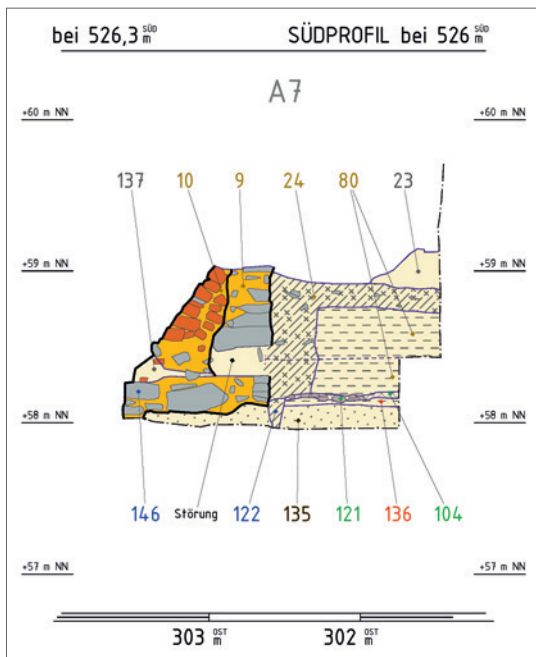 bei 526,3 SÜD m SÜDPROFIL bei 526 SÜD m
A7
+60 m NN +60 m NN
137 10 9 24 80 23
+59 m NN +59 m NN
+58 m NN +58 m NN
146 Störung 122 135 121 136 104
+57 m NN +57 m NN
303 OST m 302 OST m